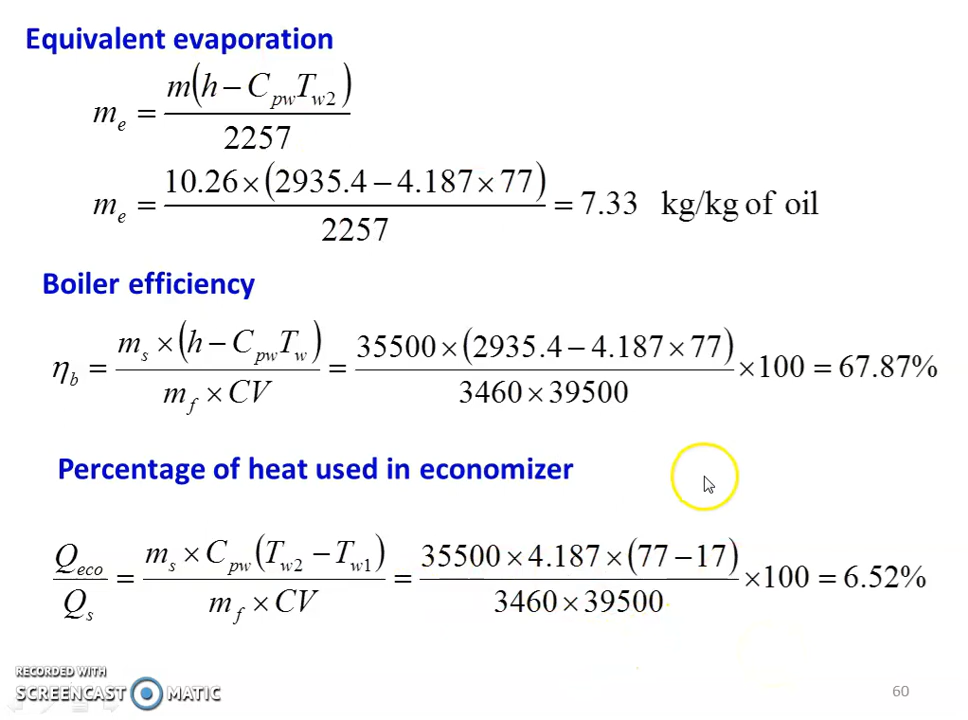 Equivalent evaporation
m_e = m(h − C_pw T_w2) / 2257
m_e = 10.26 × (2935.4 − 4.187 × 77) / 2257 = 7.33 kg/kg of oil
Boiler efficiency
η_b = m_s × (h − C_pw T_w) / m_f × CV = 35500 × (2935.4 − 4.187 × 77) / 3460 × 39500 × 100 = 67.87%
Percentage of heat used in economizer
Q_eco / Q_s = m_s × C_pw (T_w2 − T_w1) / m_f × CV = 35500 × 4.187 × (77 − 17) / 3460 × 39500 × 100 = 6.52%
RECORDED WITH
SCREENCAST MATIC
60